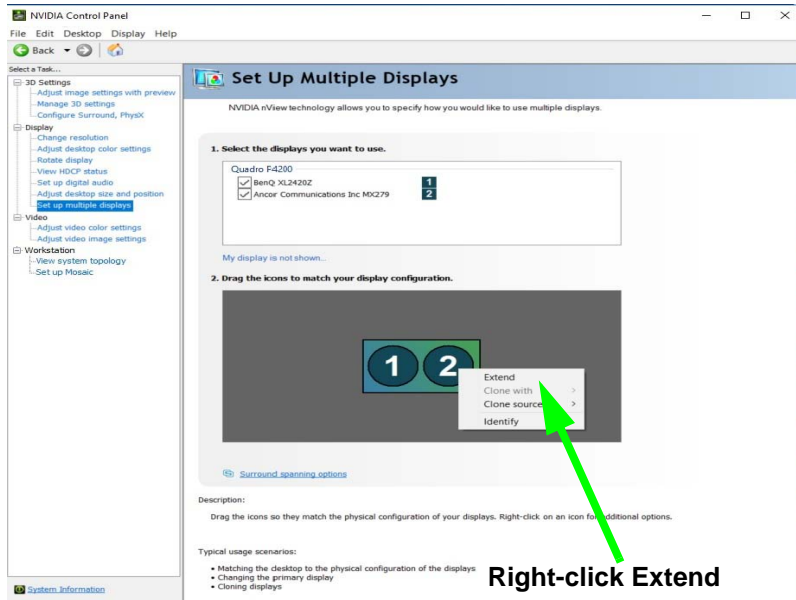 NVIDIA Control Panel
File Edit Desktop Display Help
Back
Select a Task...
3D Settings
Adjust image settings with preview
Manage 3D settings
Configure Surround, PhysX
Display
Change resolution
Adjust desktop color settings
Rotate display
View HDCP status
Set up digital audio
Adjust desktop size and position
Set up multiple displays
Video
Adjust video color settings
Adjust video image settings
Workstation
View system topology
Set up Mosaic
System Information
Set Up Multiple Displays
NVIDIA nView technology allows you to specify how you would like to use multiple displays.
1. Select the displays you want to use.
Quadro P4200
BenQ XL2420Z 1
Ancor Communications Inc MX279 2
My display is not shown...
2. Drag the icons to match your display configuration.
1 2
Extend
Clone with
Clone source
Identify
Surround spanning options
Description:
Drag the icons so they match the physical configuration of your displays. Right-click on an icon for additional options.
Typical usage scenarios:
• Matching the desktop to the physical configuration of the displays
• Changing the primary display
• Cloning displays
Right-click Extend